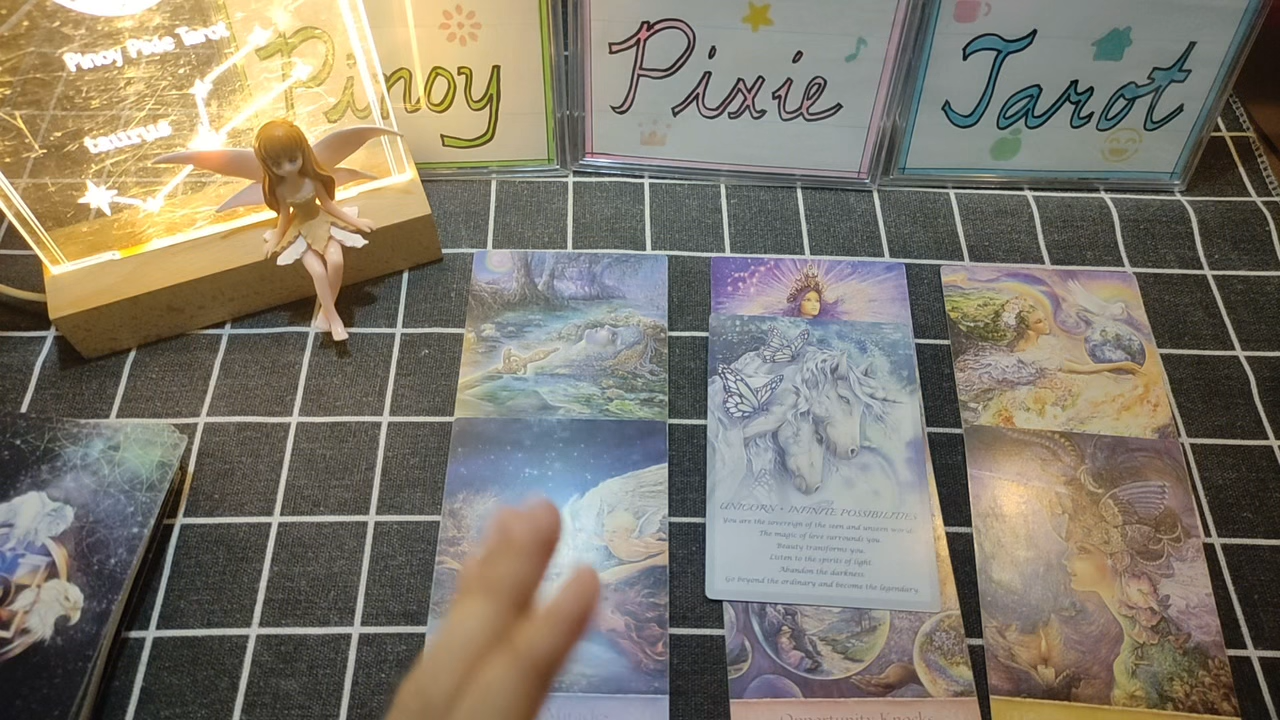 Pinoy Pixie Tarot
taurus
Pinoy
Pixie
Tarot
UNICORN • INFINITE POSSIBILITIES
You are the sovereign of the seen and unseen world.
The magic of love surrounds you.
Beauty transforms you.
Listen to the spirits of light.
Abandon the darkness.
Go beyond the ordinary and become the legendary.
Opportunity Knocks